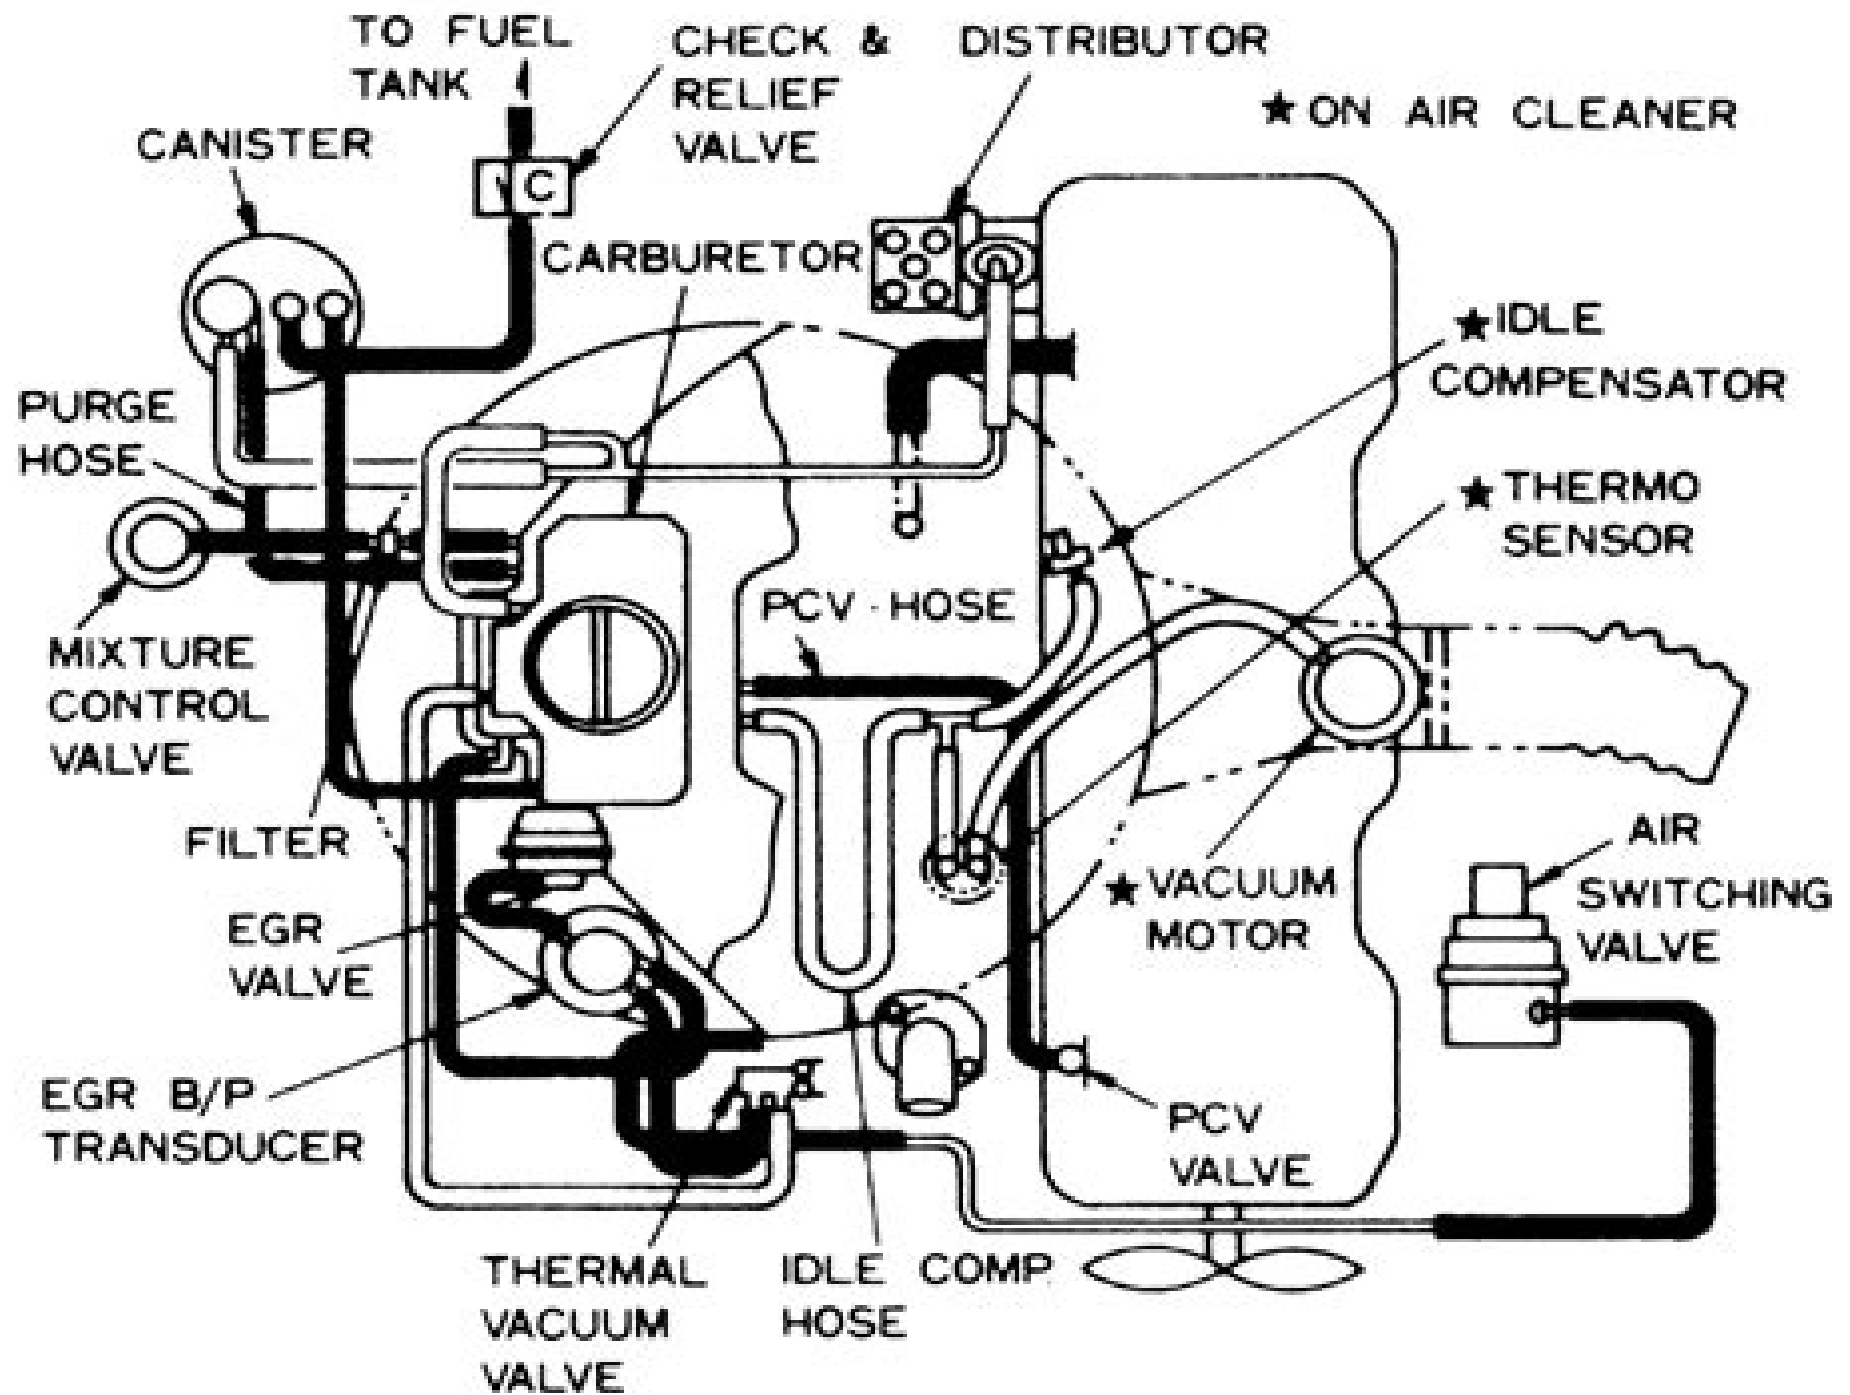 TO FUEL
TANK
CHECK &
RELIEF
VALVE
DISTRIBUTOR
★ ON AIR CLEANER
CANISTER
C
CARBURETOR
★ IDLE
COMPENSATOR
PURGE
HOSE
★ THERMO
SENSOR
PCV · HOSE
MIXTURE
CONTROL
VALVE
FILTER
AIR
SWITCHING
VALVE
★ VACUUM
MOTOR
EGR
VALVE
EGR B/P
TRANSDUCER
PCV
VALVE
THERMAL
VACUUM
VALVE
IDLE COMP
HOSE